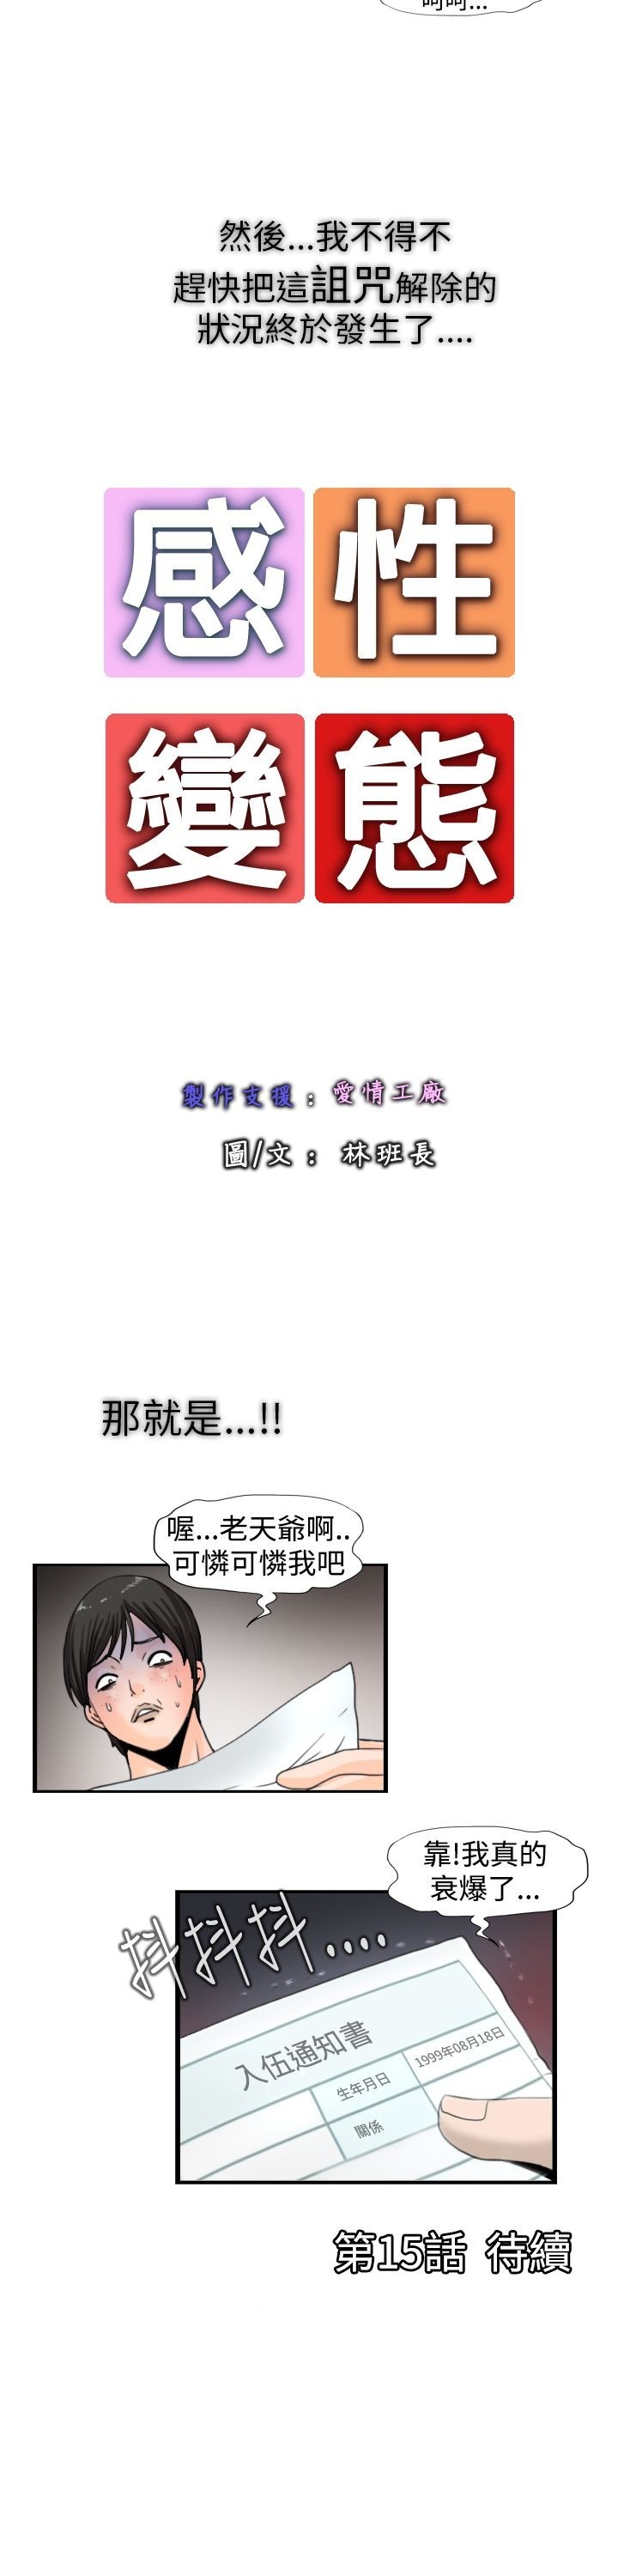 呵呵...
然後...我不得不
趕快把這詛咒解除的
狀況終於發生了....
感性
變態
製作支援：愛情工廠
圖/文：林班長
那就是...!!
喔...老天爺啊..
可憐可憐我吧
靠!我真的
衰爆了...
抖抖抖....
入伍通知書
生年月日 1999年08月18日
關係
第15話 待續